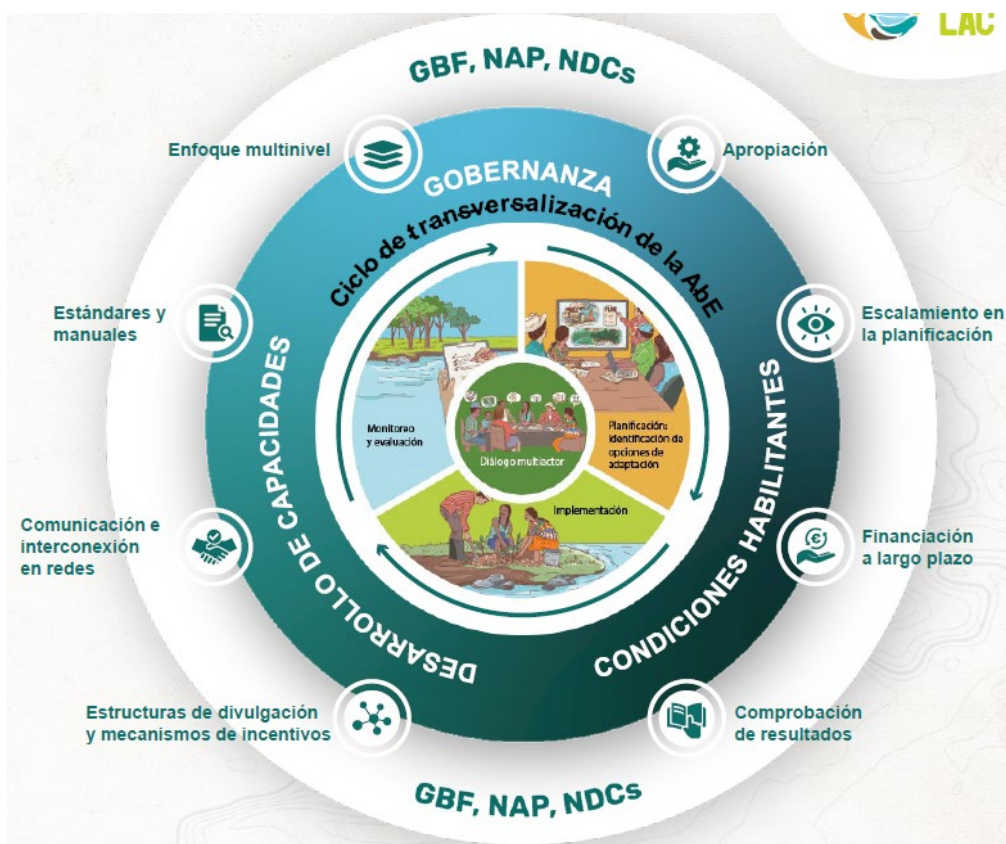 LAC
GBF, NAP, NDCs
Enfoque multinivel
Apropiación
GOBERNANZA
Ciclo de transversalización de la AbE
Estándares y
manuales
Escalamiento en
la planificación
PLAN
Monitoreo
y evaluación
Diálogo multiactor
Planificación:
identificación de
opciones de
adaptación
Implementación
DESARROLLO DE CAPACIDADES
CONDICIONES HABILITANTES
Comunicación e
interconexión
en redes
Financiación
a largo plazo
Estructuras de divulgación
y mecanismos de incentivos
Comprobación
de resultados
GBF, NAP, NDCs